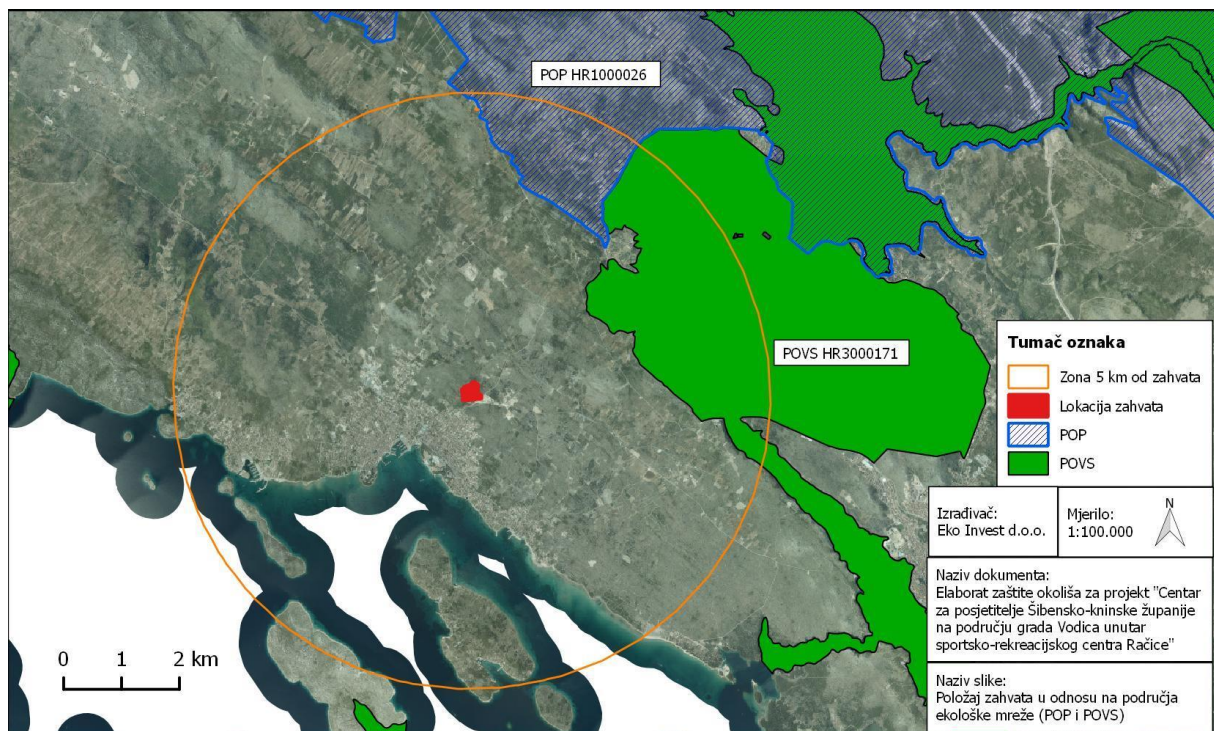 POP HR1000026
POVS HR3000171
Tumač oznaka
Zona 5 km od zahvata
Lokacija zahvata
POP
POVS
Izrađivač:
Eko Invest d.o.o.
Mjerilo:
1:100.000
N
Naziv dokumenta:
Elaborat zaštite okoliša za projekt "Centar
za posjetitelje Šibensko-kninske županije
na području grada Vodica unutar
sportsko-rekreacijskog centra Račice"
Naziv slike:
Položaj zahvata u odnosu na područja
ekološke mreže (POP i POVS)
0 1 2 km